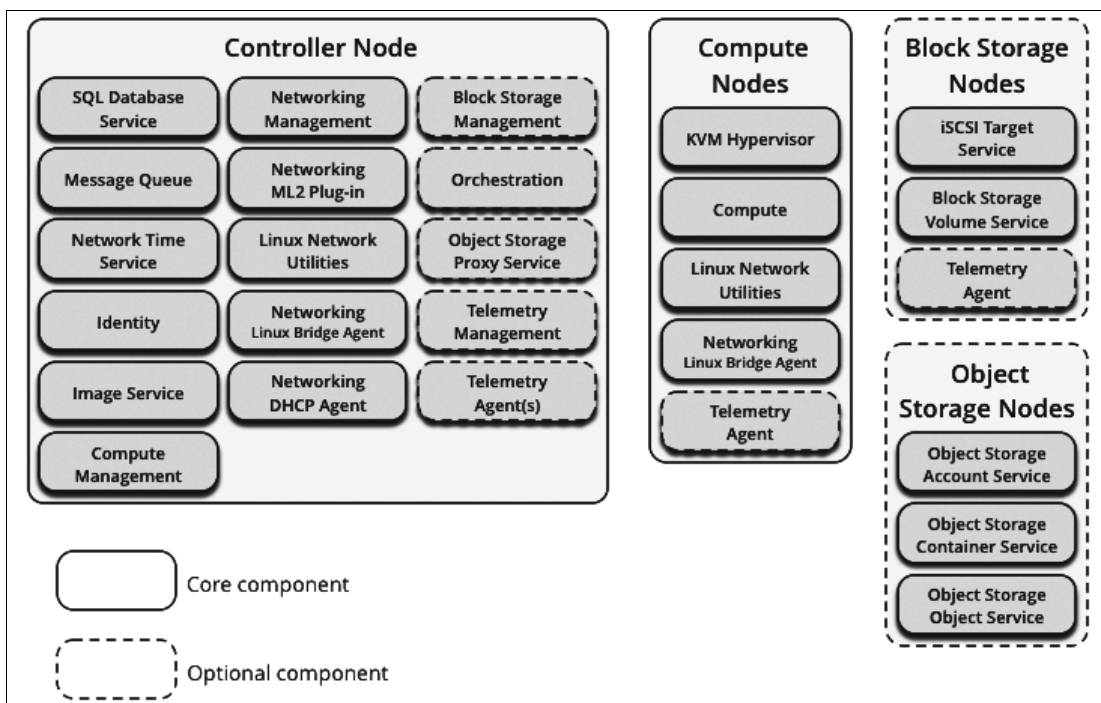 Controller Node
SQL Database
Service
Networking
Management
Block Storage
Management
Message Queue
Networking
ML2 Plug-in
Orchestration
Network Time
Service
Linux Network
Utilities
Object Storage
Proxy Service
Identity
Networking
Linux Bridge Agent
Telemetry
Management
Image Service
Networking
DHCP Agent
Telemetry
Agent(s)
Compute
Management
Compute
Nodes
KVM Hypervisor
Compute
Linux Network
Utilities
Networking
Linux Bridge Agent
Telemetry
Agent
Block Storage
Nodes
iSCSI Target
Service
Block Storage
Volume Service
Telemetry
Agent
Object
Storage Nodes
Object Storage
Account Service
Object Storage
Container Service
Object Storage
Object Service
Core component
Optional component